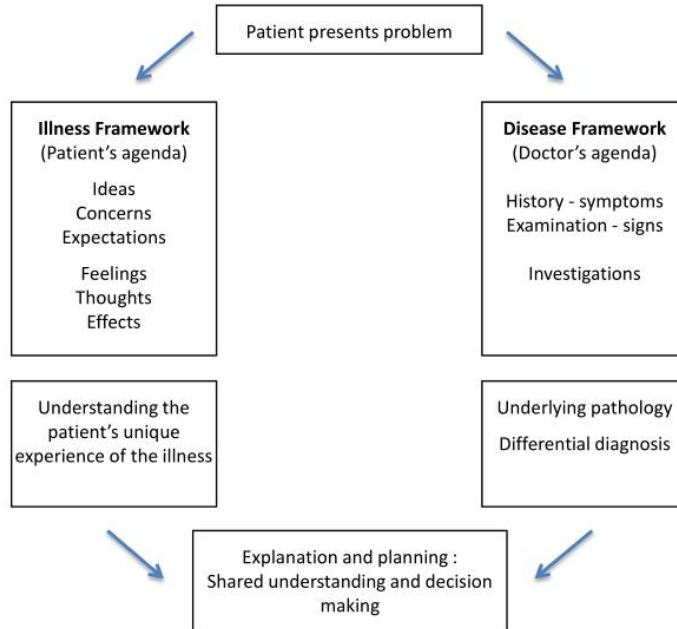 Patient presents problem
Illness Framework
(Patient’s agenda)
Ideas
Concerns
Expectations
Feelings
Thoughts
Effects
Disease Framework
(Doctor’s agenda)
History - symptoms
Examination - signs
Investigations
Understanding the
patient’s unique
experience of the illness
Underlying pathology
Differential diagnosis
Explanation and planning :
Shared understanding and decision
making